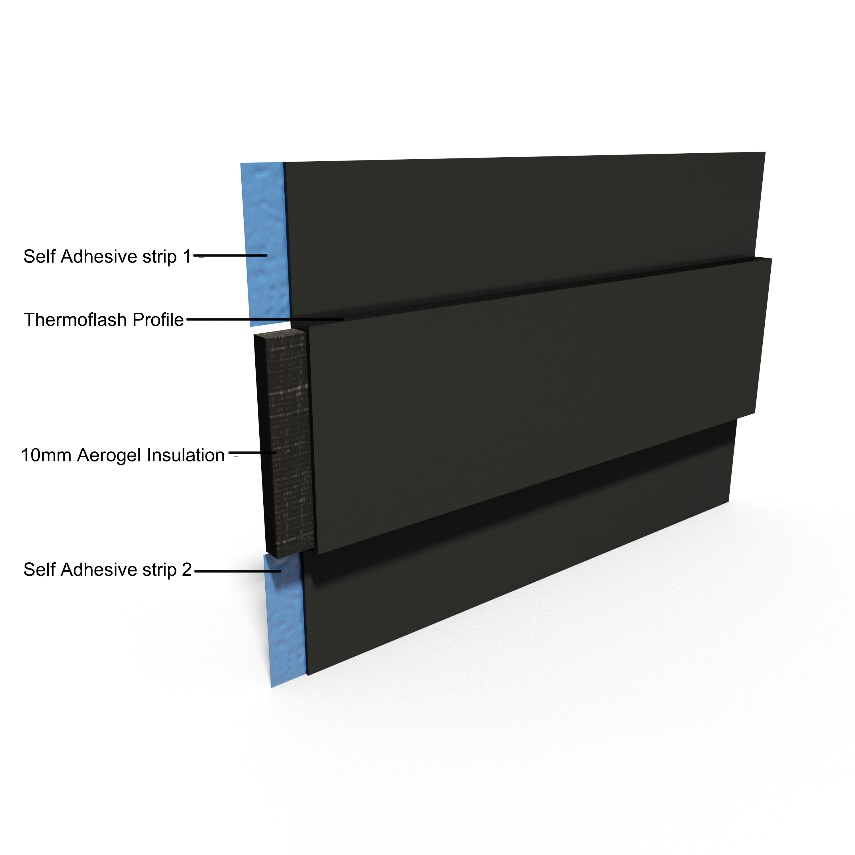 Self Adhesive strip 1
Thermoflash Profile
10mm Aerogel Insulation
Self Adhesive strip 2